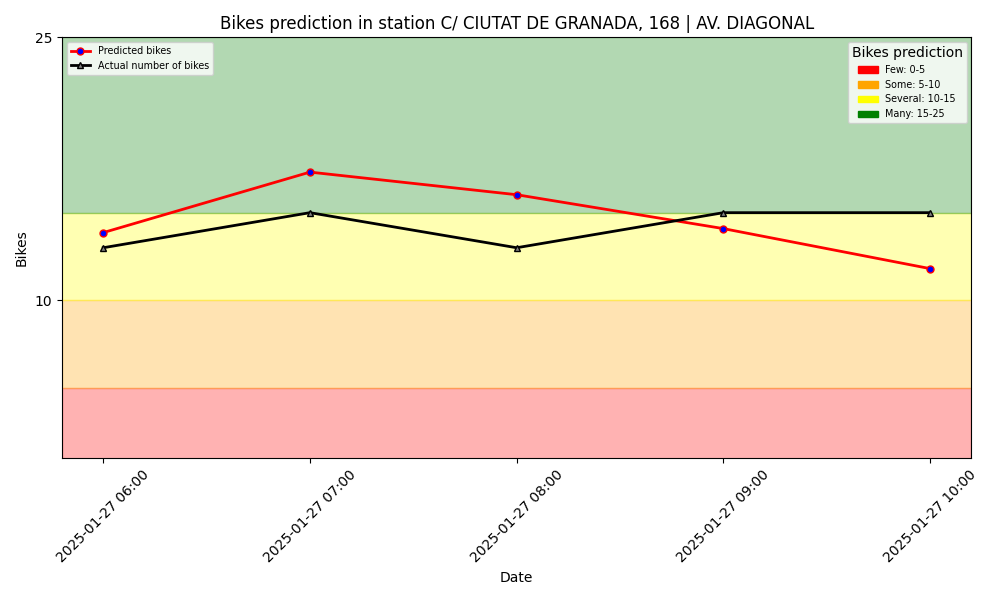 Bikes prediction in station C/ CIUTAT DE GRANADA, 168 | AV. DIAGONAL
25
10
Bikes
Predicted bikes
Actual number of bikes
Bikes prediction
Few: 0-5
Some: 5-10
Several: 10-15
Many: 15-25
2025-01-27 06:00
2025-01-27 07:00
2025-01-27 08:00
2025-01-27 09:00
2025-01-27 10:00
Date